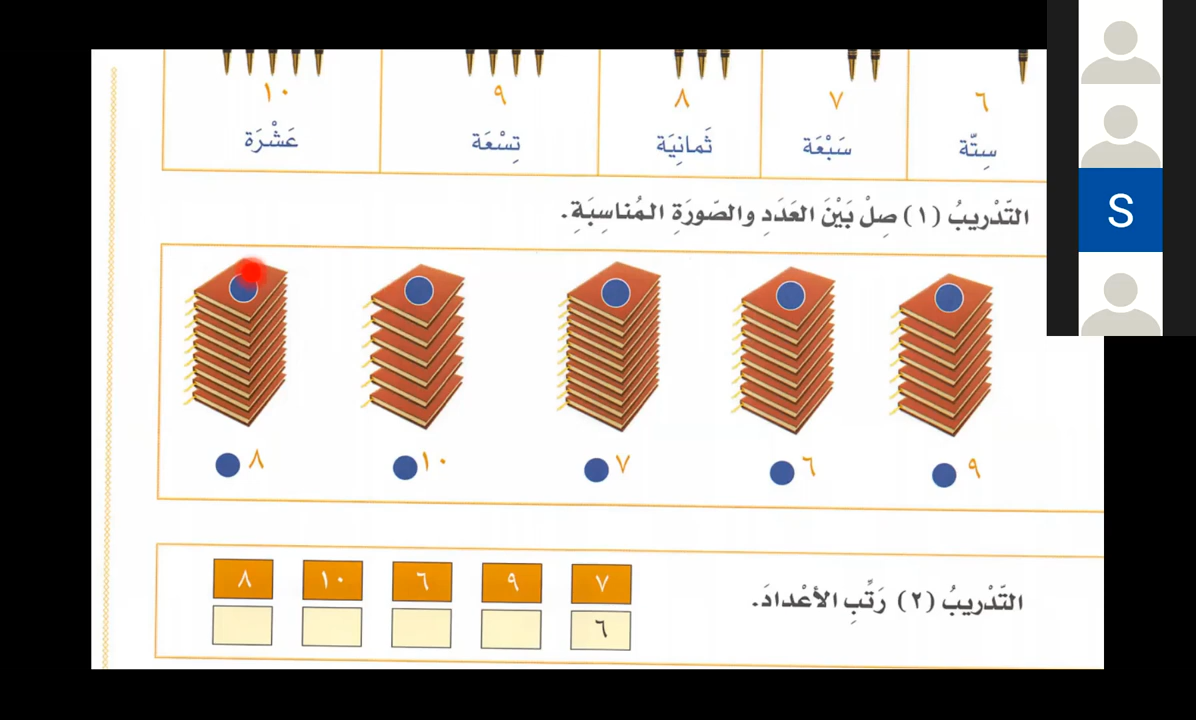 ٦ ٧ ٨ ٩ ١٠
سِتّة سَبْعَة ثَمانِيَة تِسْعَة عَشْرَة
التّدْريبُ (١) صِلْ بَيْنَ العَدَدِ والصّورَةِ المُناسِبَةِ.
٩ ٦ ٧ ١٠ ٨
٧ ٩ ٦ ١٠ ٨
التّدْريبُ (٢) رَتِّبِ الأعْدادَ.
٦
S